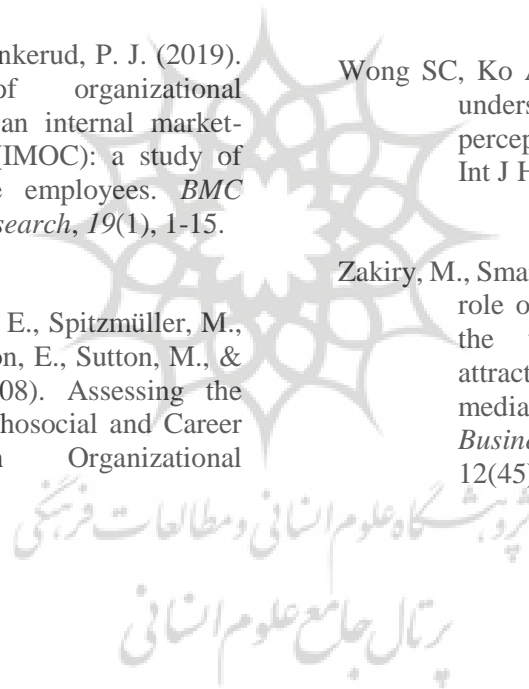 nkerud, P. J. (2019).
of organizational
an internal market-
(IMOC): a study of
e employees. BMC
search, 19(1), 1-15.
E., Spitzmüller, M.,
on, E., Sutton, M., &
08). Assessing the
hosocial and Career
Organizational
Wong SC, Ko A
unders
percep
Int J H
Zakiry, M., Sma
role o
the
attract
media
Busine
12(45)
پژوهشگاه علوم انسانی و مطالعات فرهنگی
پرتال جامع علوم انسانی